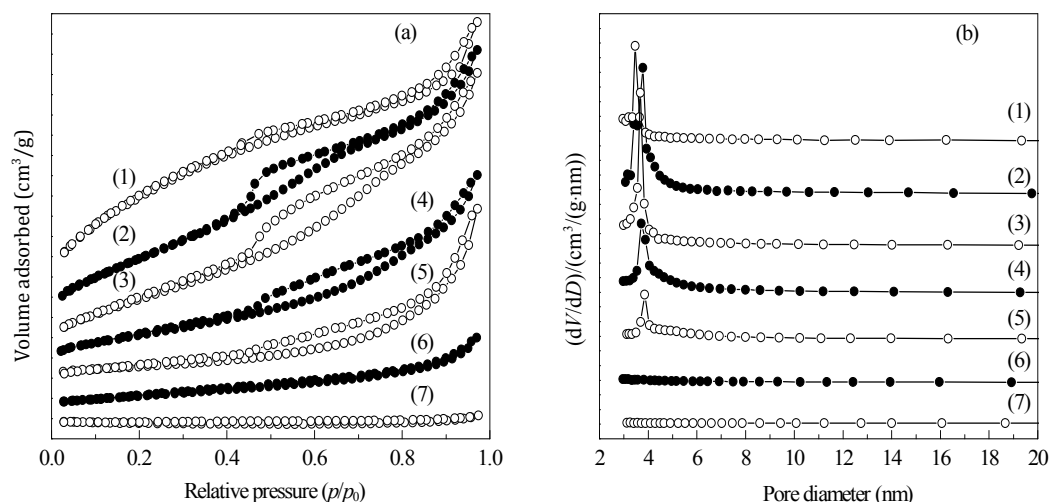 (a)
(1)
(2)
(3)
(4)
(5)
(6)
(7)
Volume adsorbed (cm³/g)
0.0 0.2 0.4 0.6 0.8 1.0
Relative pressure (p/p₀)
(b)
(1)
(2)
(3)
(4)
(5)
(6)
(7)
(dV/dD)/(cm³/(g·nm))
2 4 6 8 10 12 14 16 18 20
Pore diameter (nm)